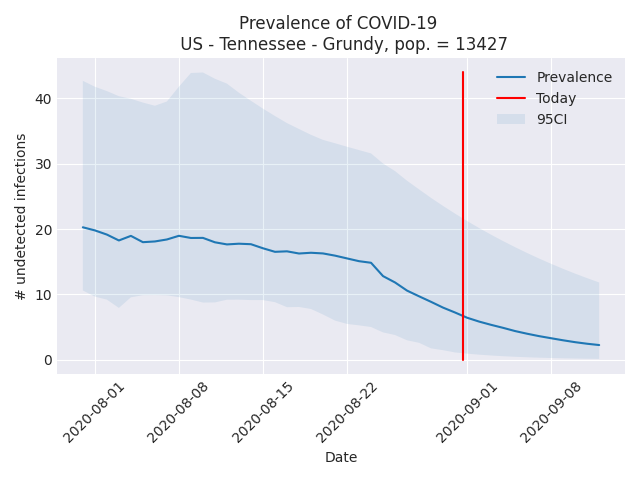 Prevalence of COVID-19
US - Tennessee - Grundy, pop. = 13427
Prevalence
Today
95CI
# undetected infections
40
30
20
10
0
2020-08-01
2020-08-08
2020-08-15
2020-08-22
2020-09-01
2020-09-08
Date